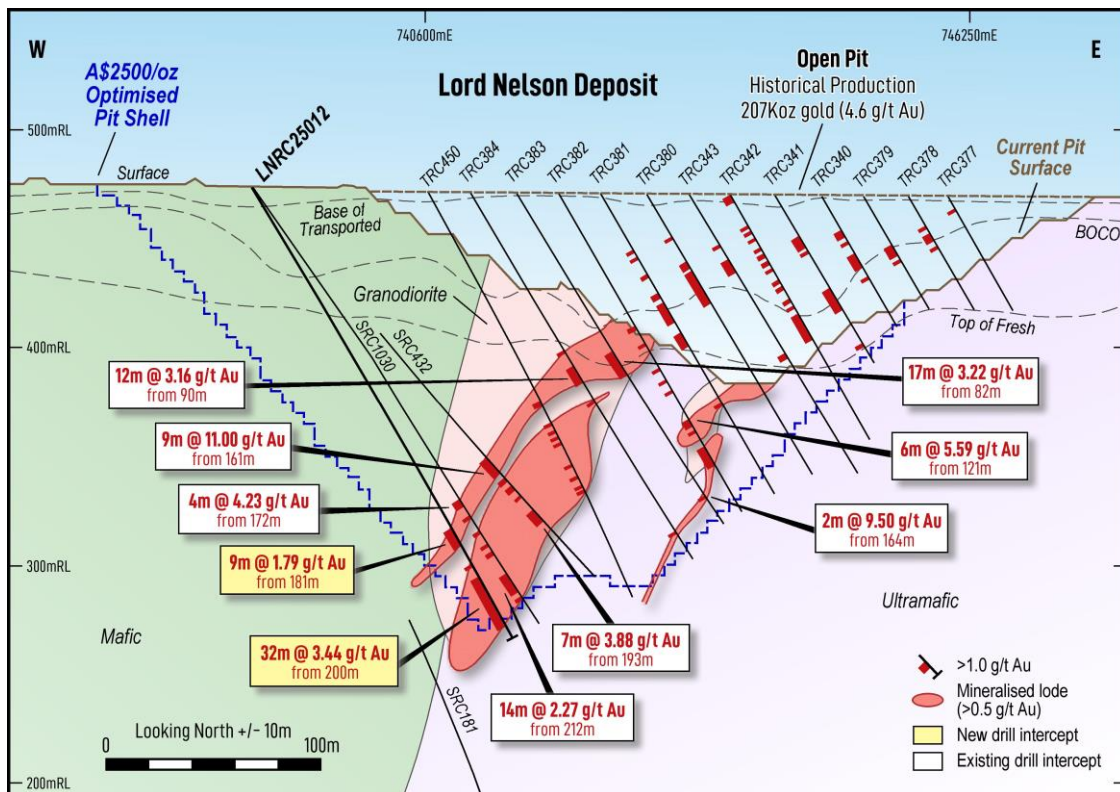 740600mE
746250mE
W
E
A$2500/oz
Optimised
Pit Shell
Lord Nelson Deposit
Open Pit
Historical Production
207Koz gold (4.6 g/t Au)
500mRL
Surface
LNRC25012
TRC450
TRC384
TRC383
TRC382
TRC381
TRC380
TRC343
TRC342
TRC341
TRC340
TRC379
TRC378
TRC377
Current Pit
Surface
Base of
Transported
BOCO
Granodiorite
SRC1030
SRC432
Top of Fresh
400mRL
12m @ 3.16 g/t Au
from 90m
17m @ 3.22 g/t Au
from 82m
9m @ 11.00 g/t Au
from 161m
6m @ 5.59 g/t Au
from 121m
4m @ 4.23 g/t Au
from 172m
2m @ 9.50 g/t Au
from 164m
9m @ 1.79 g/t Au
from 181m
300mRL
Mafic
Ultramafic
32m @ 3.44 g/t Au
from 200m
7m @ 3.88 g/t Au
from 193m
14m @ 2.27 g/t Au
from 212m
SRC181
Looking North +/- 10m
0
100m
>1.0 g/t Au
Mineralised lode
(>0.5 g/t Au)
New drill intercept
Existing drill intercept
200mRL